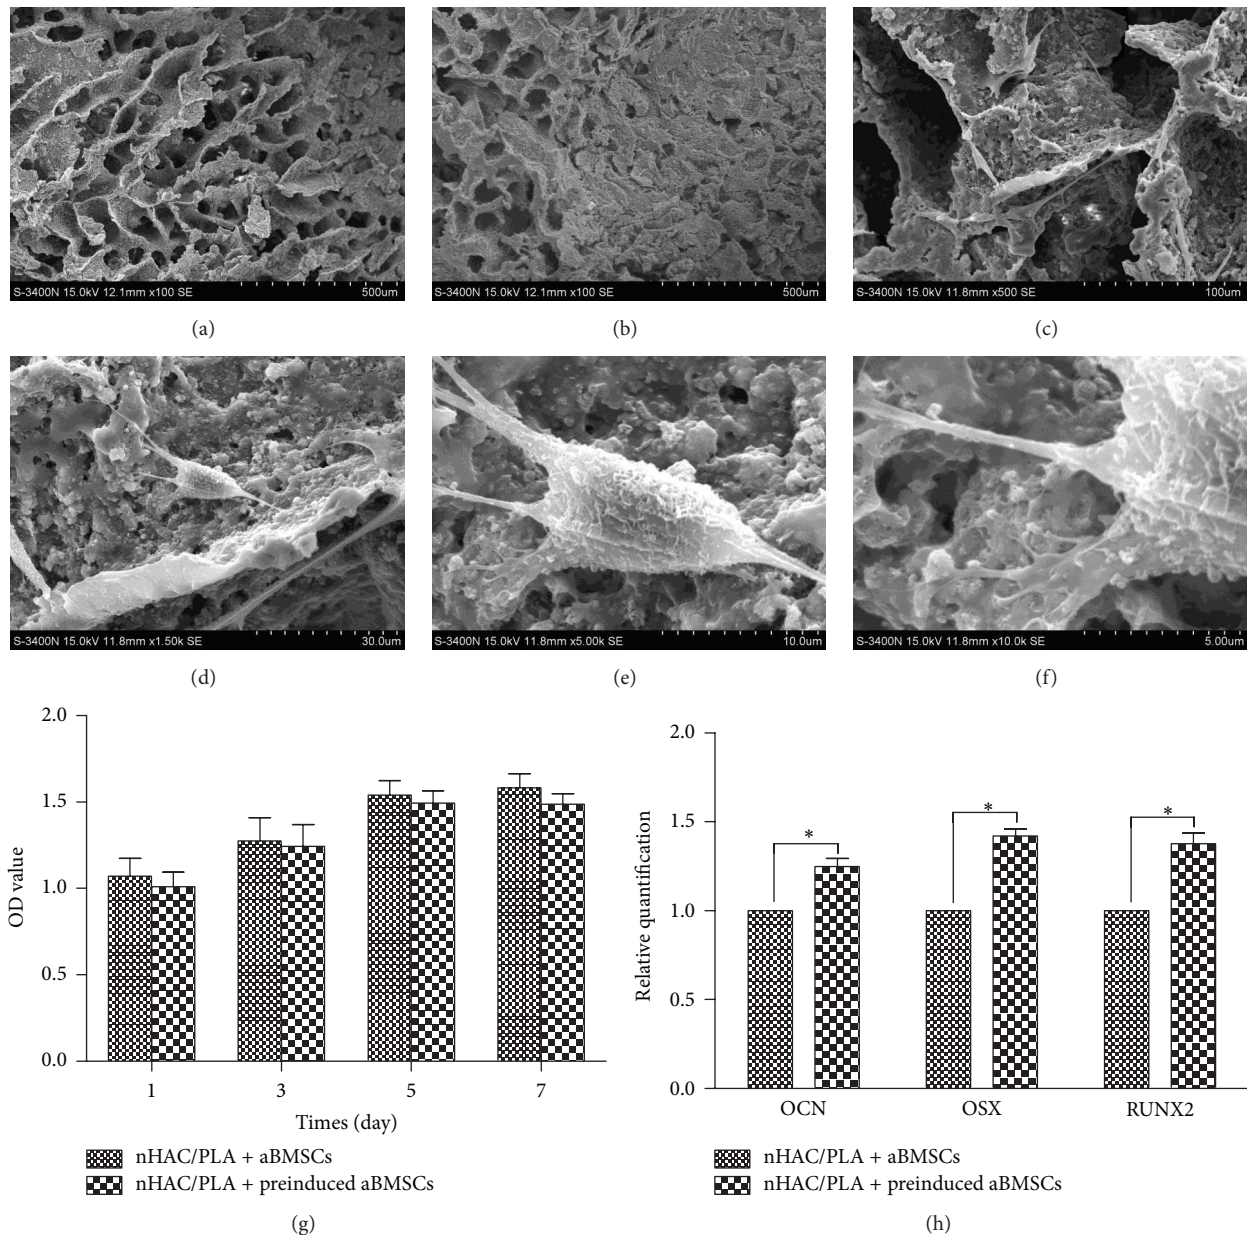 S-3400N 15.0kV 12.1mm x100 SE 500um
(a)
S-3400N 15.0kV 12.1mm x100 SE 500um
(b)
S-3400N 15.0kV 11.8mm x500 SE 100um
(c)
S-3400N 15.0kV 11.8mm x1.50k SE 30.0um
(d)
S-3400N 15.0kV 11.8mm x5.00k SE 10.0um
(e)
S-3400N 15.0kV 11.8mm x10.0k SE 5.00um
(f)
2.0
1.5
1.0
0.5
0.0
OD value
1 3 5 7
Times (day)
nHAC/PLA + aBMSCs
nHAC/PLA + preinduced aBMSCs
(g)
2.0
1.5
1.0
0.5
0.0
Relative quantification
* * *
OCN OSX RUNX2
nHAC/PLA + aBMSCs
nHAC/PLA + preinduced aBMSCs
(h)